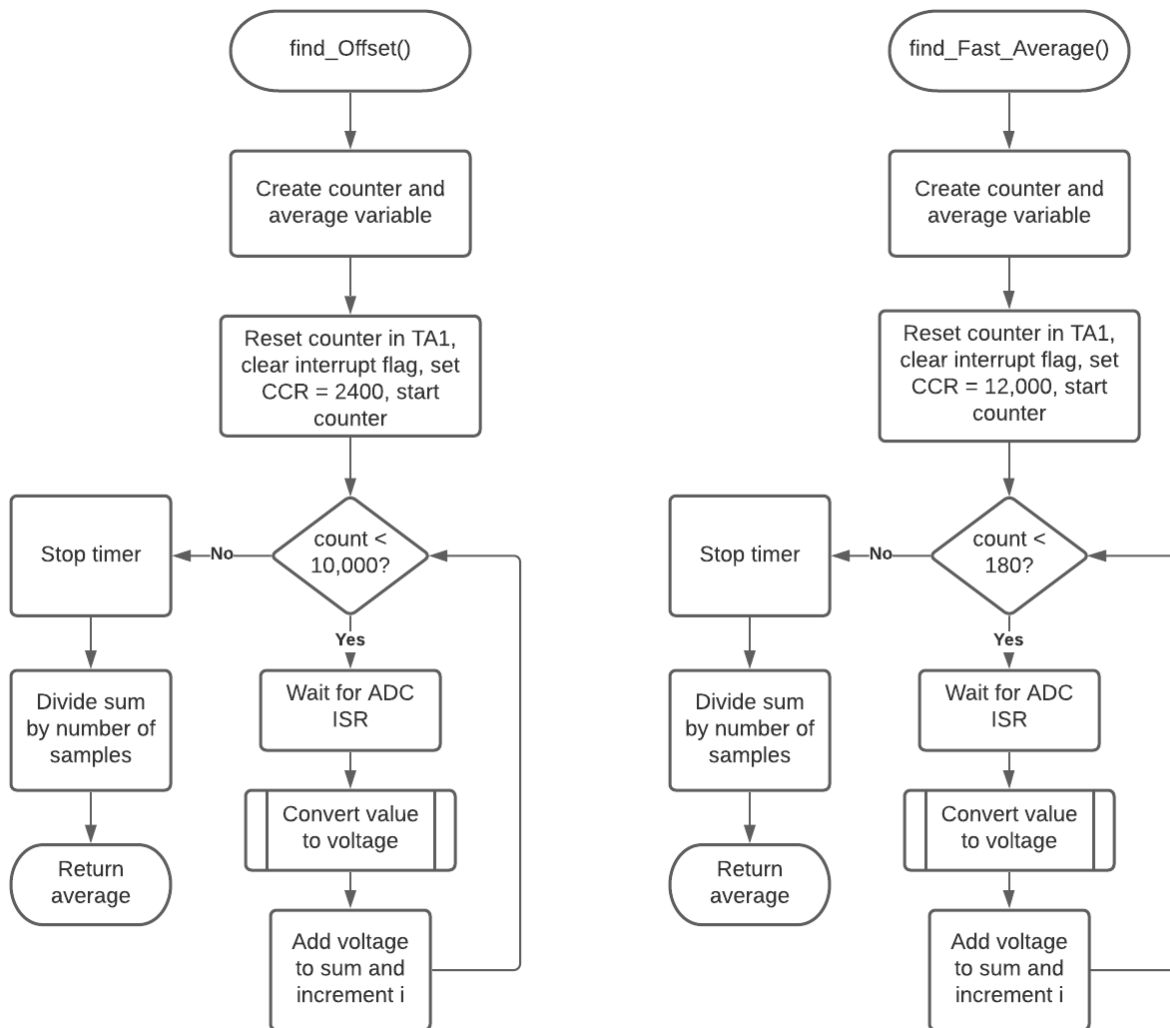 find_Offset()
Create counter and
average variable
Reset counter in TA1,
clear interrupt flag, set
CCR = 2400, start
counter
count <
10,000?
No
Stop timer
Divide sum
by number of
samples
Return
average
Yes
Wait for ADC
ISR
Convert value
to voltage
Add voltage
to sum and
increment i
find_Fast_Average()
Create counter and
average variable
Reset counter in TA1,
clear interrupt flag, set
CCR = 12,000, start
counter
count <
180?
No
Stop timer
Divide sum
by number of
samples
Return
average
Yes
Wait for ADC
ISR
Convert value
to voltage
Add voltage
to sum and
increment i